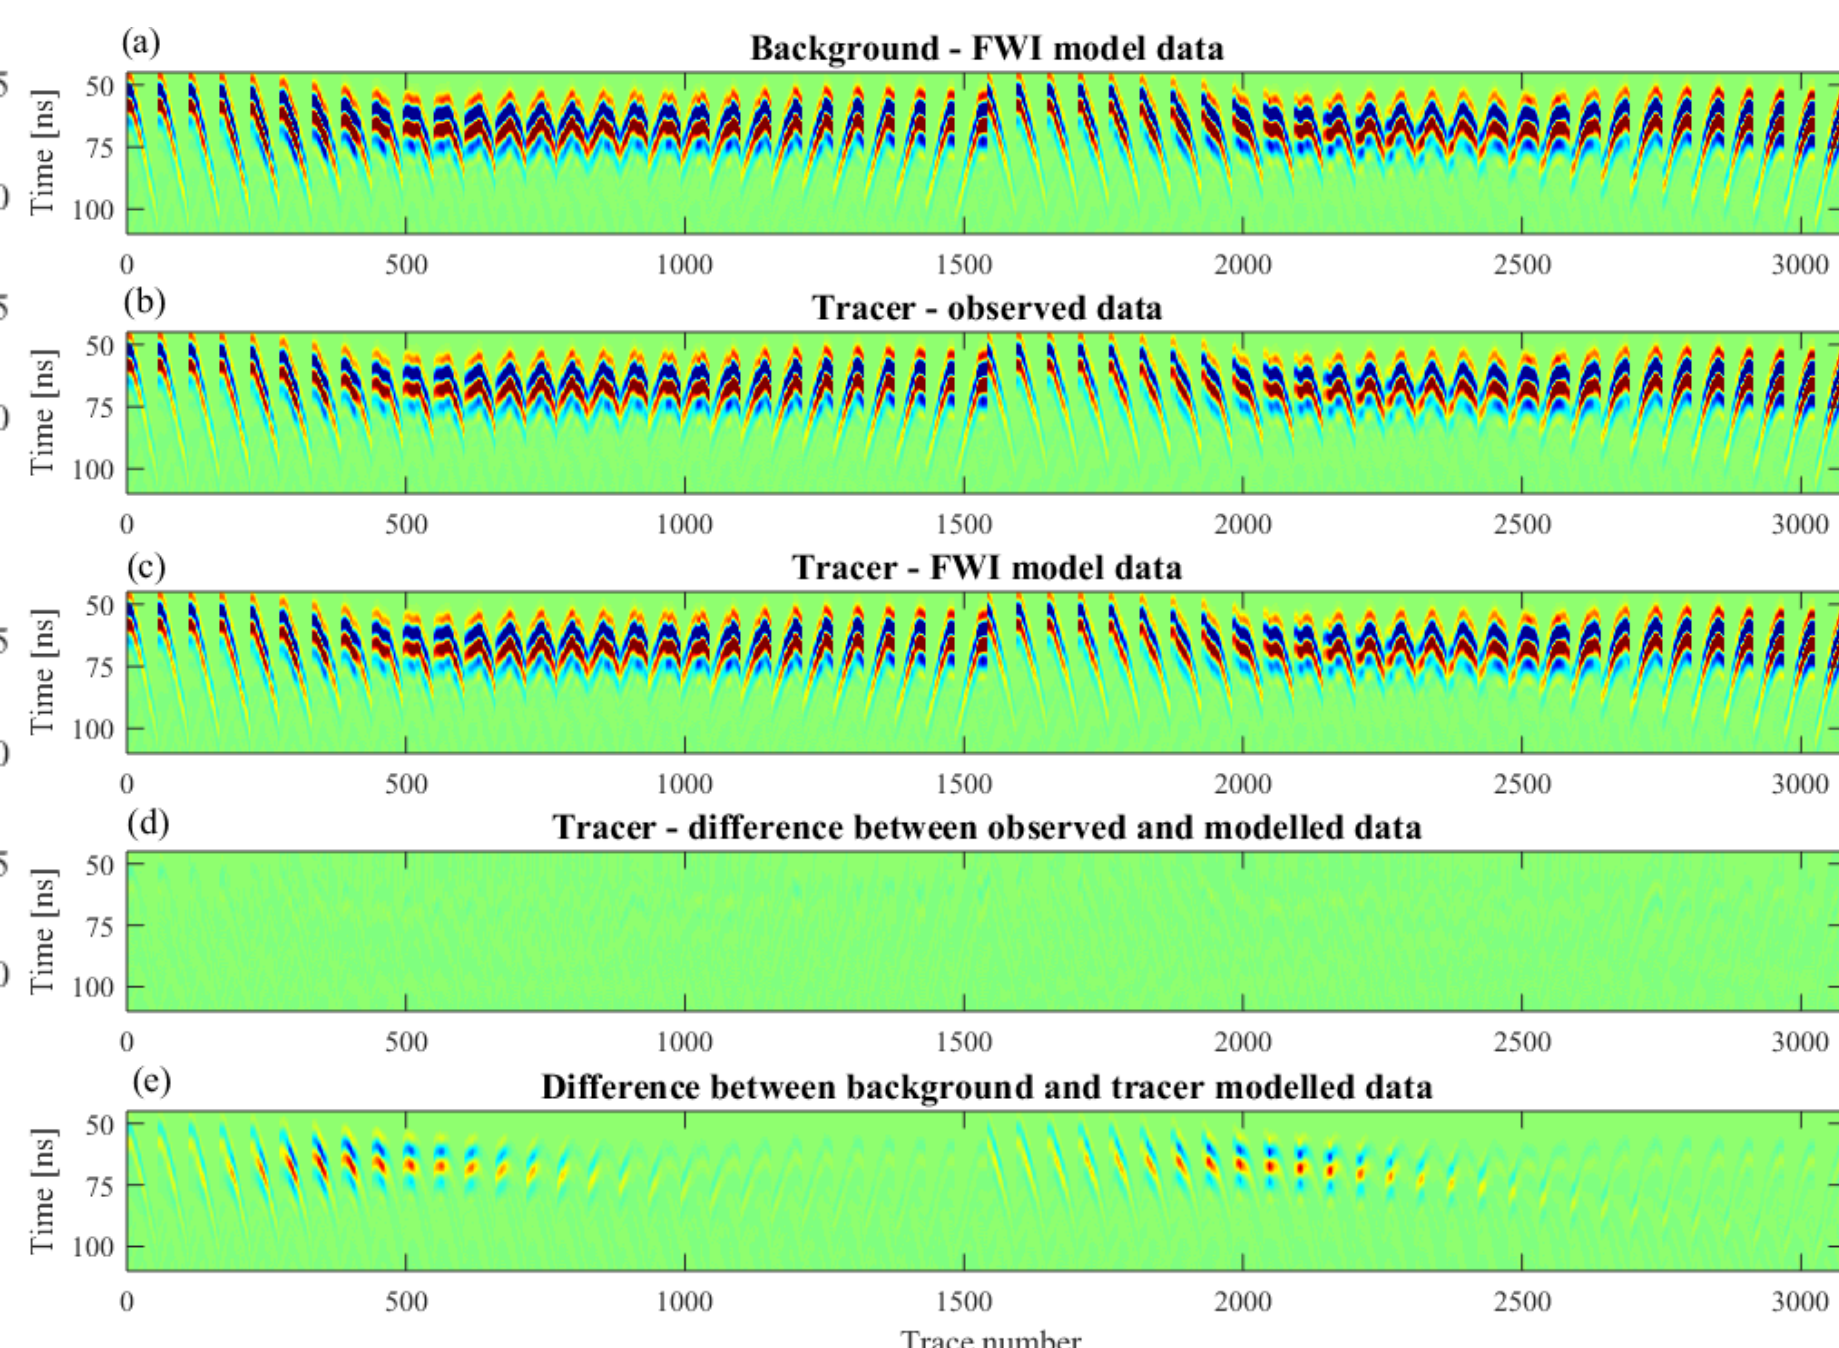 (a)
Background - FWI model data
50
75
100
Time [ns]
0 500 1000 1500 2000 2500 3000
(b)
Tracer - observed data
50
75
100
Time [ns]
0 500 1000 1500 2000 2500 3000
(c)
Tracer - FWI model data
50
75
100
Time [ns]
0 500 1000 1500 2000 2500 3000
(d)
Tracer - difference between observed and modelled data
50
75
100
Time [ns]
0 500 1000 1500 2000 2500 3000
(e)
Difference between background and tracer modelled data
50
75
100
Time [ns]
0 500 1000 1500 2000 2500 3000
Trace number